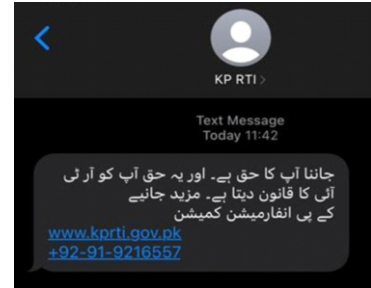 KP RTI >
Text Message
Today 11:42
جاننا آپ کا حق ہے۔ اور یہ حق آپ کو آر ٹی
آئی کا قانون دیتا ہے۔ مزید جانیے
کے پی انفارمیشن کمیشن
www.kprti.gov.pk
+92-91-9216557